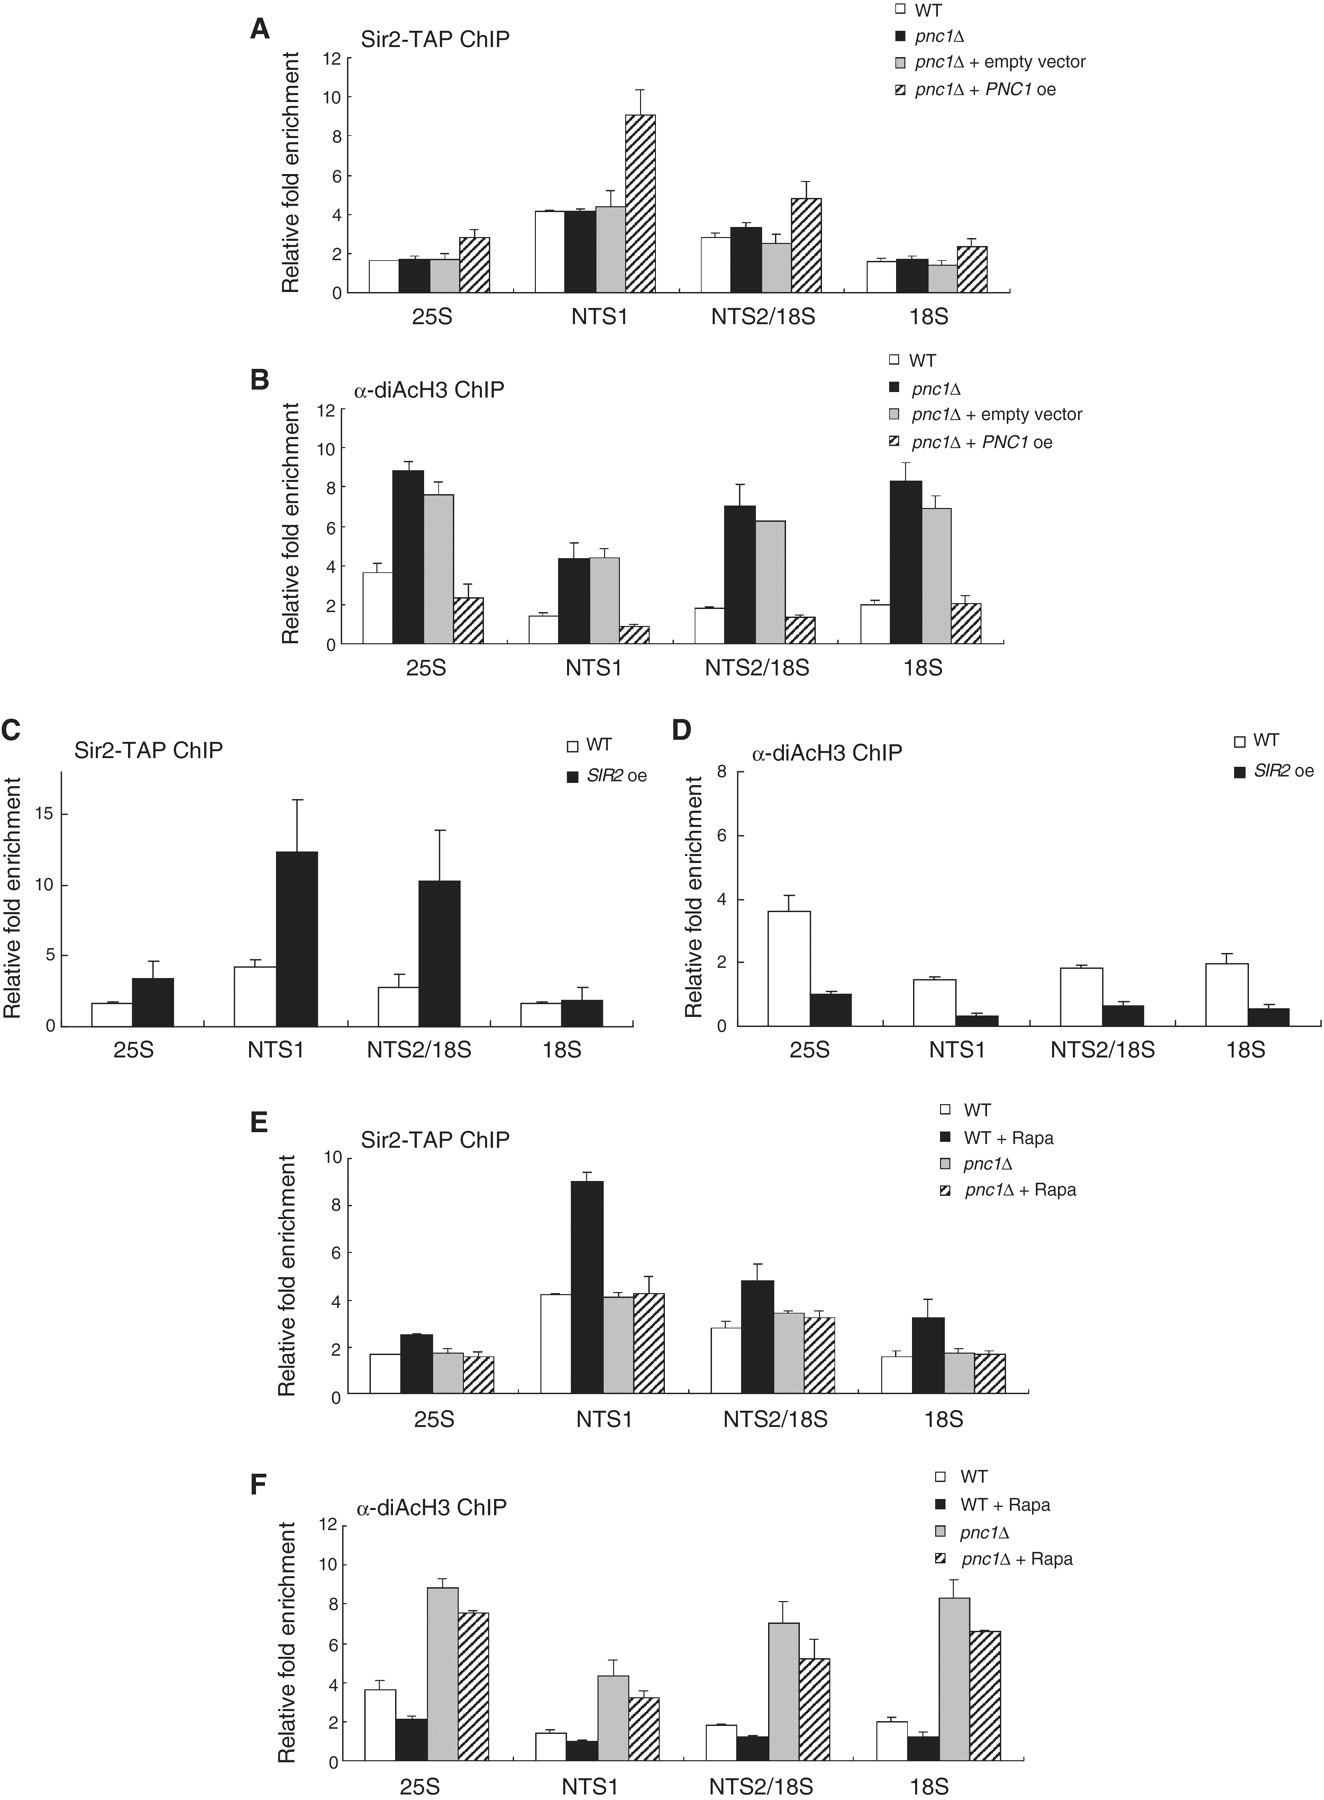 A
Sir2-TAP ChIP
WT
pnc1Δ
pnc1Δ + empty vector
pnc1Δ + PNC1 oe
Relative fold enrichment
12
10
8
6
4
2
0
25S NTS1 NTS2/18S 18S
B
α-diAcH3 ChIP
WT
pnc1Δ
pnc1Δ + empty vector
pnc1Δ + PNC1 oe
Relative fold enrichment
12
10
8
6
4
2
0
25S NTS1 NTS2/18S 18S
C
Sir2-TAP ChIP
WT
SIR2 oe
Relative fold enrichment
15
10
5
0
25S NTS1 NTS2/18S 18S
D
α-diAcH3 ChIP
WT
SIR2 oe
Relative fold enrichment
8
6
4
2
0
25S NTS1 NTS2/18S 18S
E
Sir2-TAP ChIP
WT
WT + Rapa
pnc1Δ
pnc1Δ + Rapa
Relative fold enrichment
10
8
6
4
2
0
25S NTS1 NTS2/18S 18S
F
α-diAcH3 ChIP
WT
WT + Rapa
pnc1Δ
pnc1Δ + Rapa
Relative fold enrichment
12
10
8
6
4
2
0
25S NTS1 NTS2/18S 18S